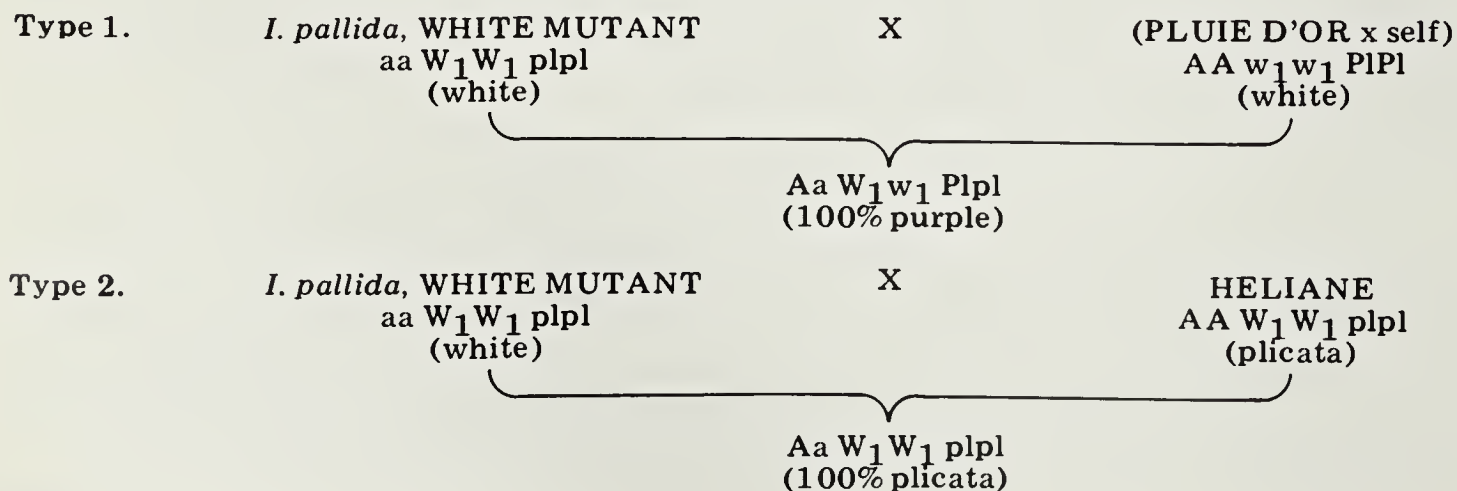 Type 1. I. pallida, WHITE MUTANT X (PLUIE D'OR x self)
aa W1W1 plpl AA w1w1 PlPl
(white) (white)
Aa W1w1 Plpl
(100% purple)
Type 2. I. pallida, WHITE MUTANT X HELIANE
aa W1W1 plpl AA W1W1 plpl
(white) (plicata)
Aa W1W1 plpl
(100% plicata)